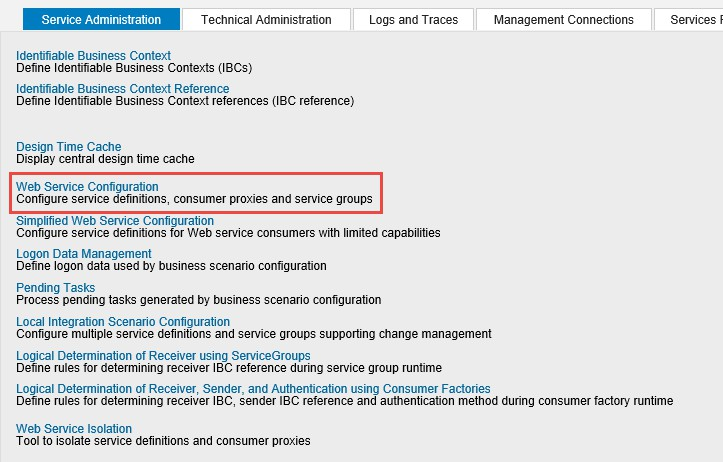 Service Administration Technical Administration Logs and Traces Management Connections Services
Identifiable Business Context
Define Identifiable Business Contexts (IBCs)
Identifiable Business Context Reference
Define Identifiable Business Context references (IBC reference)
Design Time Cache
Display central design time cache
Web Service Configuration
Configure service definitions, consumer proxies and service groups
Simplified Web Service Configuration
Configure service definitions for Web service consumers with limited capabilities
Logon Data Management
Define logon data used by business scenario configuration
Pending Tasks
Process pending tasks generated by business scenario configuration
Local Integration Scenario Configuration
Configure multiple service definitions and service groups supporting change management
Logical Determination of Receiver using ServiceGroups
Define rules for determining receiver IBC reference during service group runtime
Logical Determination of Receiver, Sender, and Authentication using Consumer Factories
Define rules for determining receiver IBC, sender IBC reference and authentication method during consumer factory runtime
Web Service Isolation
Tool to isolate service definitions and consumer proxies